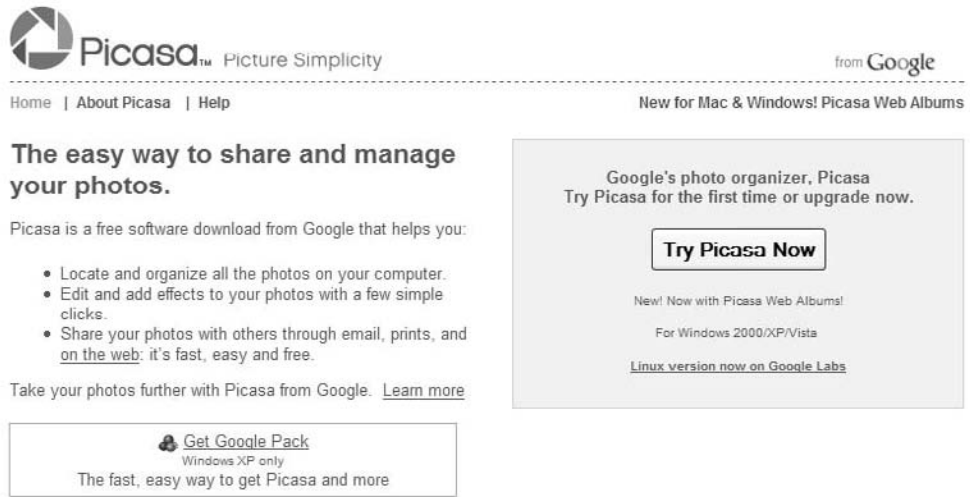 Picasa™ Picture Simplicity
from Google
Home | About Picasa | Help
New for Mac & Windows! Picasa Web Albums
The easy way to share and manage
your photos.
Picasa is a free software download from Google that helps you:
• Locate and organize all the photos on your computer.
• Edit and add effects to your photos with a few simple
clicks.
• Share your photos with others through email, prints, and
on the web: it's fast, easy and free.
Take your photos further with Picasa from Google. Learn more
Get Google Pack
Windows XP only
The fast, easy way to get Picasa and more
Google's photo organizer, Picasa
Try Picasa for the first time or upgrade now.
Try Picasa Now
New! Now with Picasa Web Albums!
For Windows 2000/XP/Vista
Linux version now on Google Labs